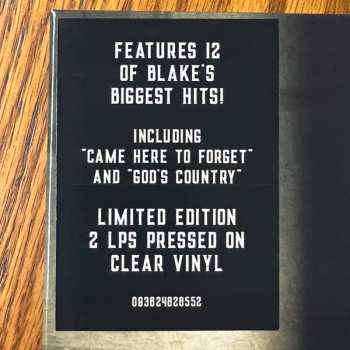 FEATURES 12
OF BLAKE'S
BIGGEST HITS!
INCLUDING
"CAME HERE TO FORGET"
AND "GOD'S COUNTRY"
LIMITED EDITION
2 LPS PRESSED ON
CLEAR VINYL
093624828552